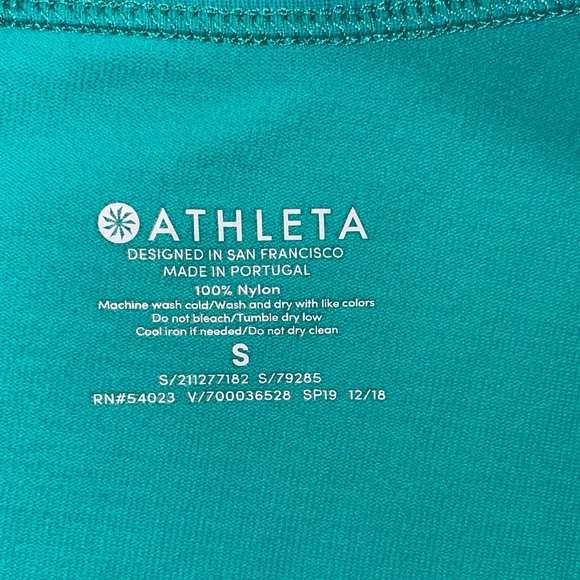 ATHLETA
DESIGNED IN SAN FRANCISCO
MADE IN PORTUGAL
100% Nylon
Machine wash cold/Wash and dry with like colors
Do not bleach/Tumble dry low
Cool iron if needed/Do not dry clean
S
S/211277182 S/79285
RN#54023 V/700036528 SP19 12/18